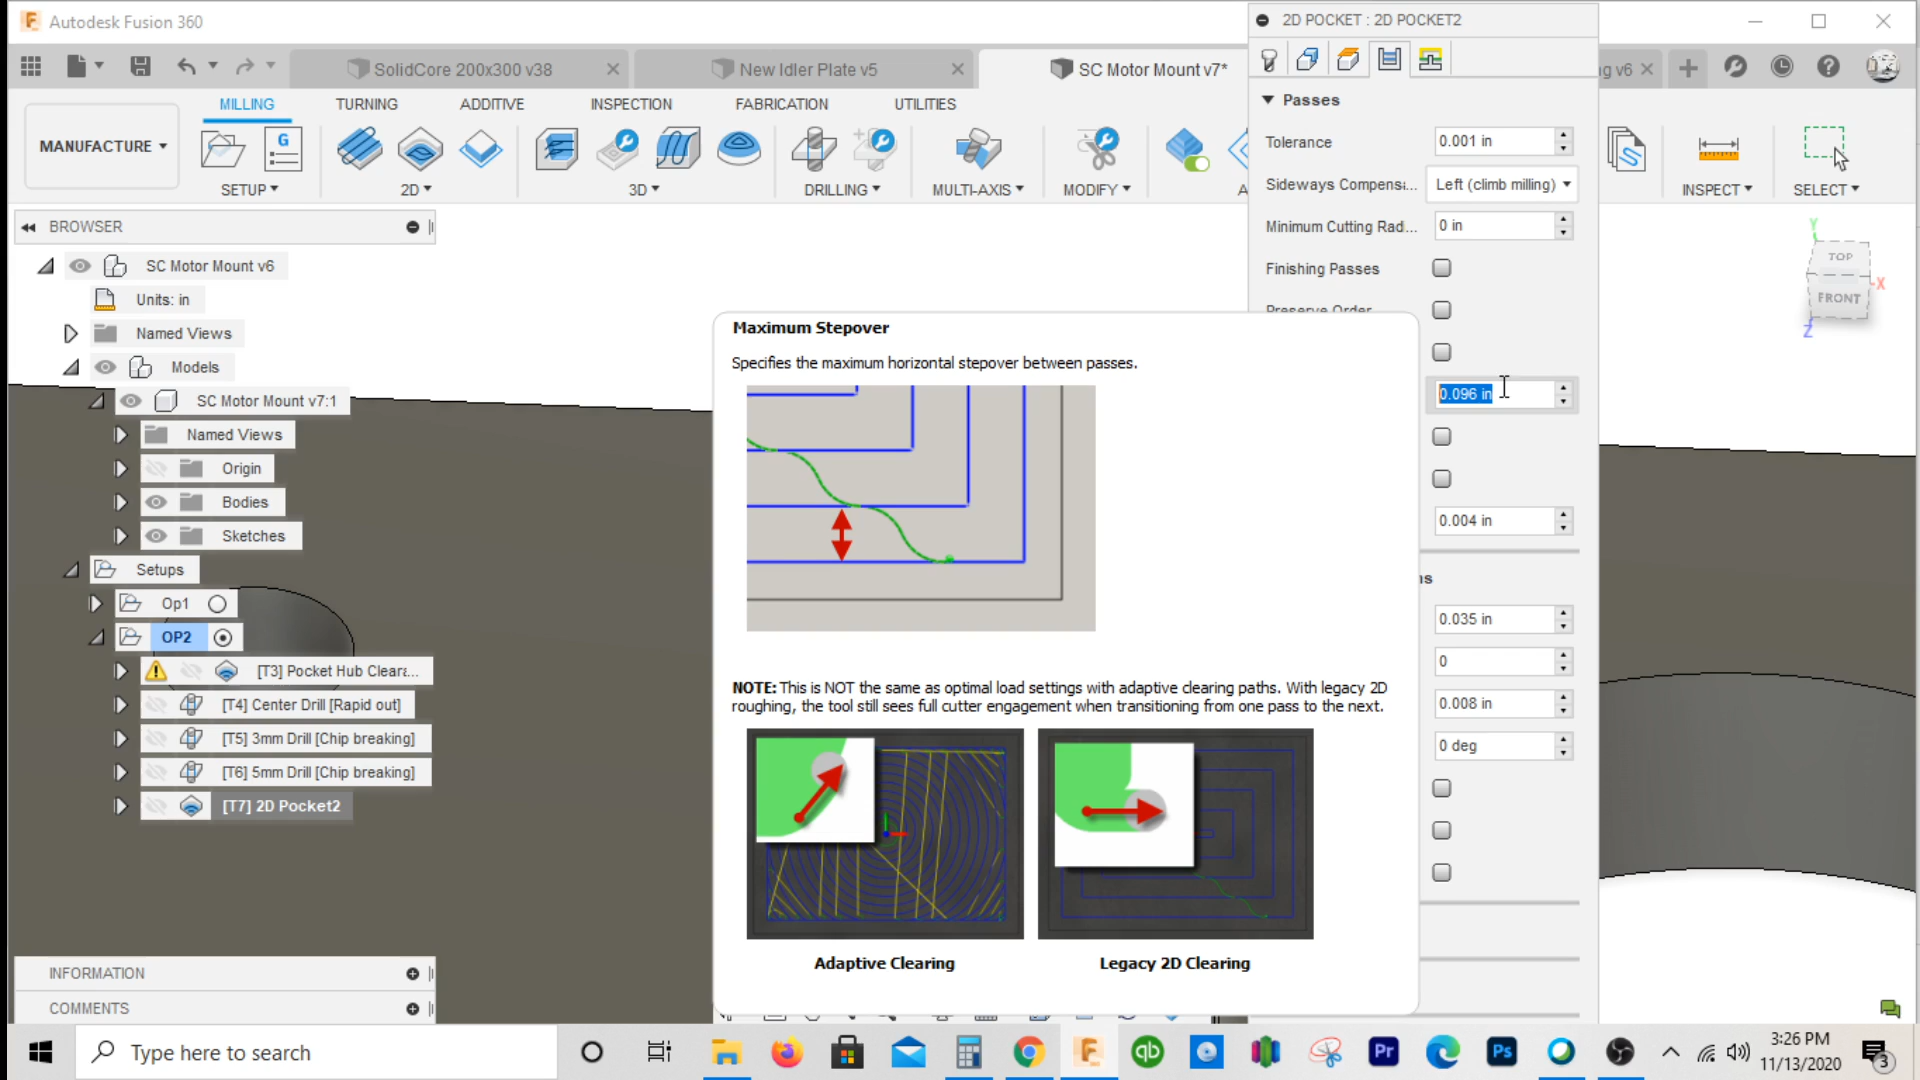 Autodesk Fusion 360
2D POCKET : 2D POCKET2
SolidCore 200x300 v38
New Idler Plate v5
SC Motor Mount v7*
ng v6
MILLING
TURNING
ADDITIVE
INSPECTION
FABRICATION
UTILITIES
MANUFACTURE
G
SETUP
2D
3D
DRILLING
MULTI-AXIS
MODIFY
A
INSPECT
SELECT
Passes
Tolerance
0.001 in
Sideways Compensa...
Left (climb milling)
Minimum Cutting Rad...
0 in
Finishing Passes
Preserve Order
0.096 in
0.004 in
ns
0.035 in
0
0.008 in
0 deg
BROWSER
SC Motor Mount v6
Units: in
Named Views
Models
SC Motor Mount v7:1
Named Views
Origin
Bodies
Sketches
Setups
Op1
OP2
[T3] Pocket Hub Cleara...
[T4] Center Drill [Rapid out]
[T5] 3mm Drill [Chip breaking]
[T6] 5mm Drill [Chip breaking]
[T7] 2D Pocket2
Maximum Stepover
Specifies the maximum horizontal stepover between passes.
NOTE: This is NOT the same as optimal load settings with adaptive clearing paths. With legacy 2D
roughing, the tool still sees full cutter engagement when transitioning from one pass to the next.
Adaptive Clearing
Legacy 2D Clearing
Y
TOP
X
FRONT
Z
INFORMATION
COMMENTS
Type here to search
qb
Pr
Ps
3:26 PM
11/13/2020
3